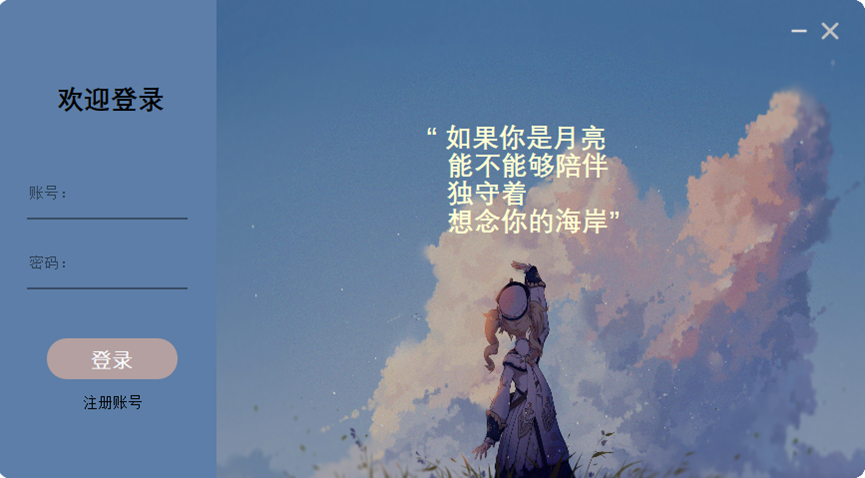 欢迎登录
账号：
密码：
登录
注册账号
“ 如果你是月亮
能不能够陪伴
独守着
想念你的海岸”